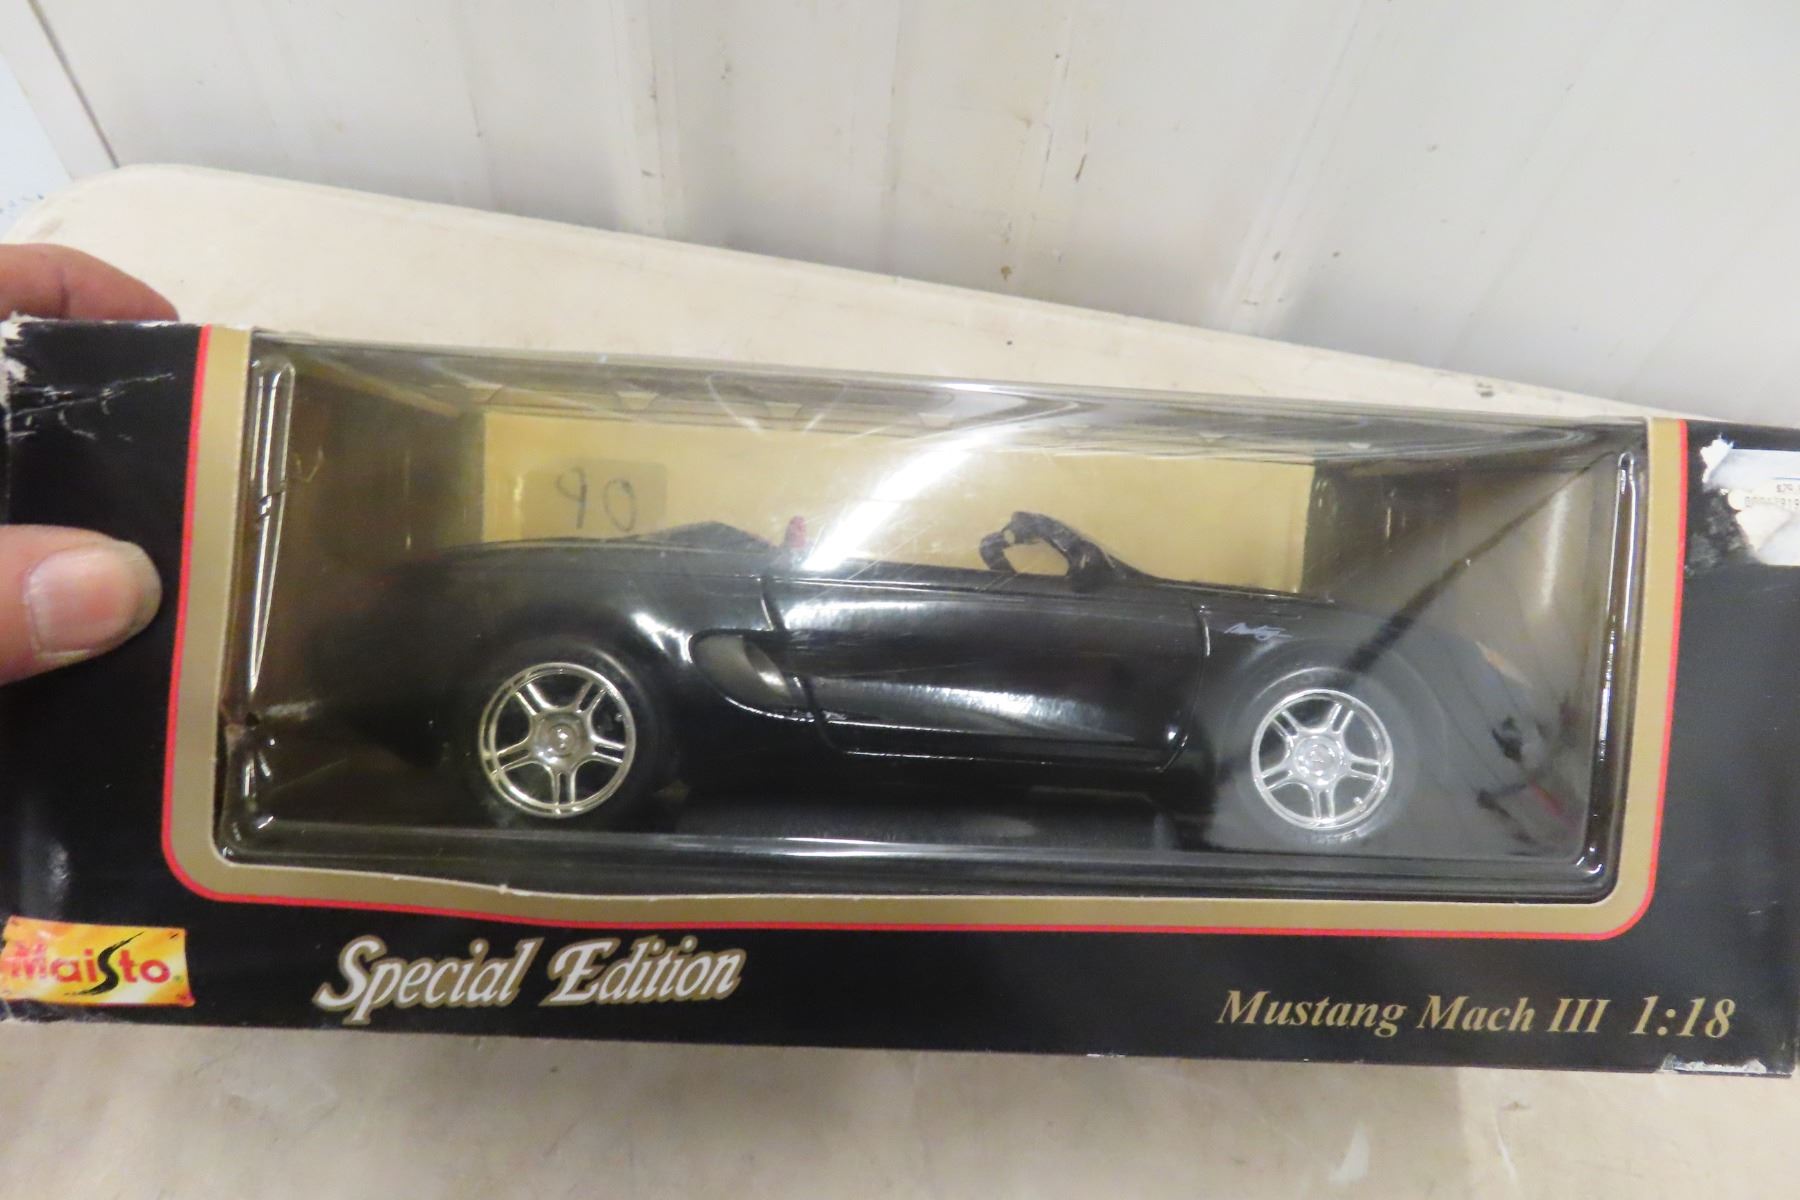 90
Maisto
Special Edition
Mustang Mach III 1:18